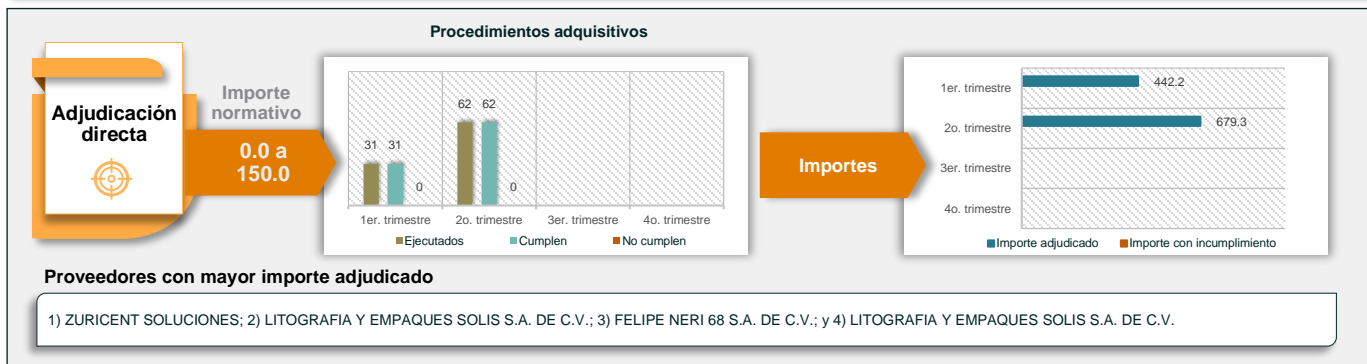 Procedimientos adquisitivos
Adjudicación
directa
Importe
normativo
0.0 a
150.0
31
31
0
62
62
0
1er. trimestre
2o. trimestre
3er. trimestre
4o. trimestre
Ejecutados
Cumplen
No cumplen
Importes
1er. trimestre
442.2
2o. trimestre
679.3
3er. trimestre
4o. trimestre
Importe adjudicado
Importe con incumplimiento
Proveedores con mayor importe adjudicado
1) ZURICENT SOLUCIONES; 2) LITOGRAFIA Y EMPAQUES SOLIS S.A. DE C.V.; 3) FELIPE NERI 68 S.A. DE C.V.; y 4) LITOGRAFIA Y EMPAQUES SOLIS S.A. DE C.V.